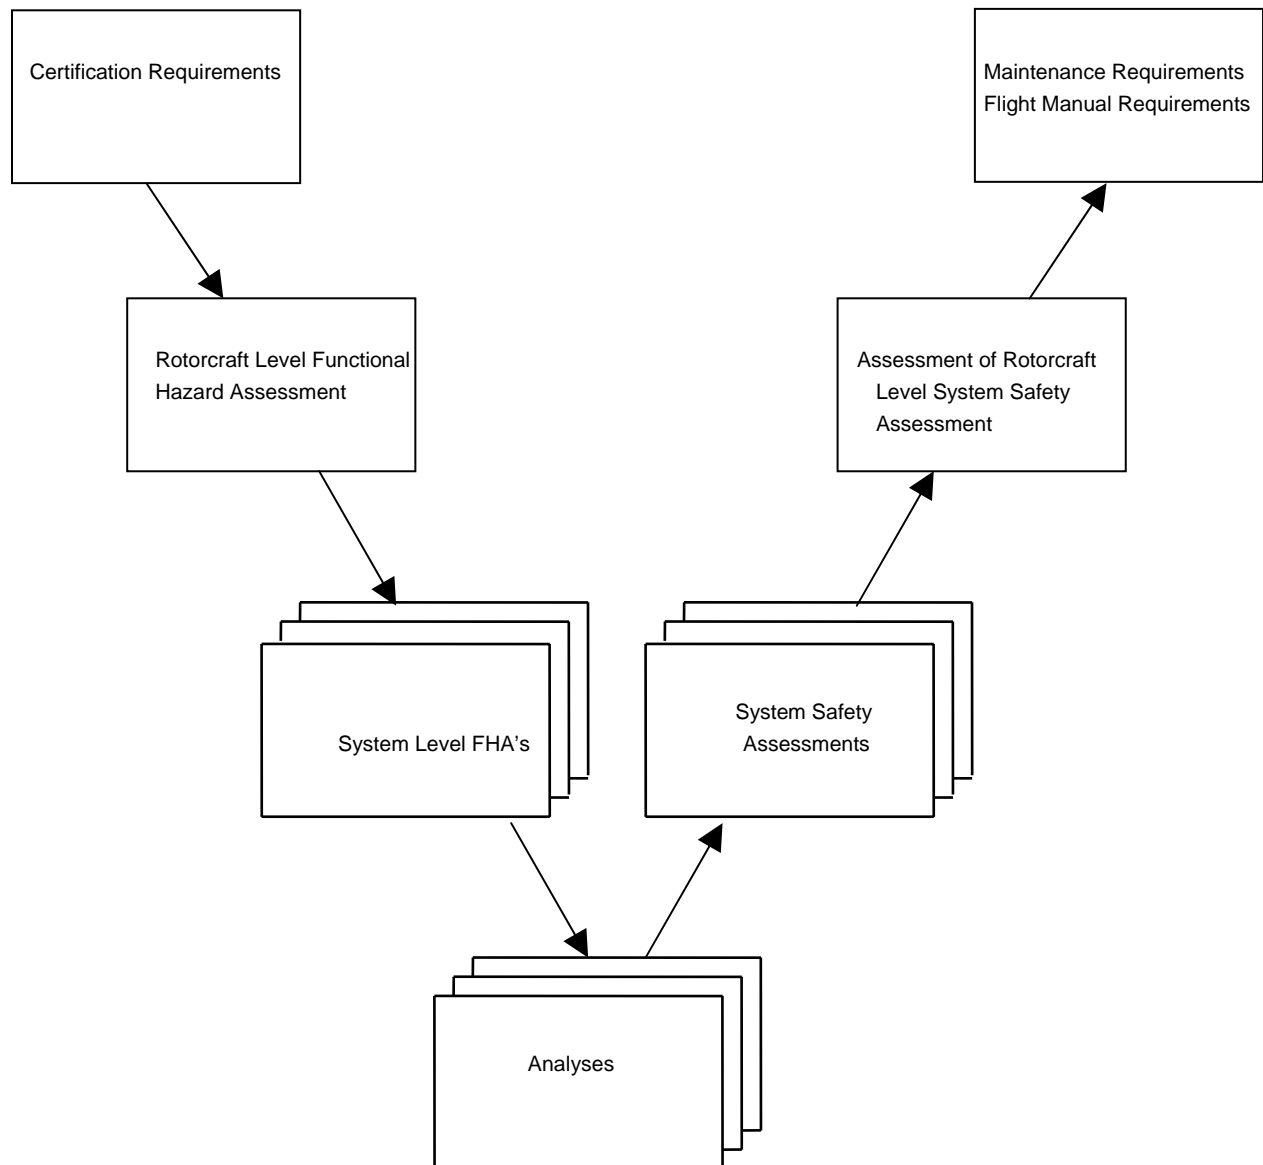 Certification Requirements
Maintenance Requirements
Flight Manual Requirements
Rotorcraft Level Functional
Hazard Assessment
Assessment of Rotorcraft
Level System Safety
Assessment
System Level FHA’s
System Safety
Assessments
Analyses